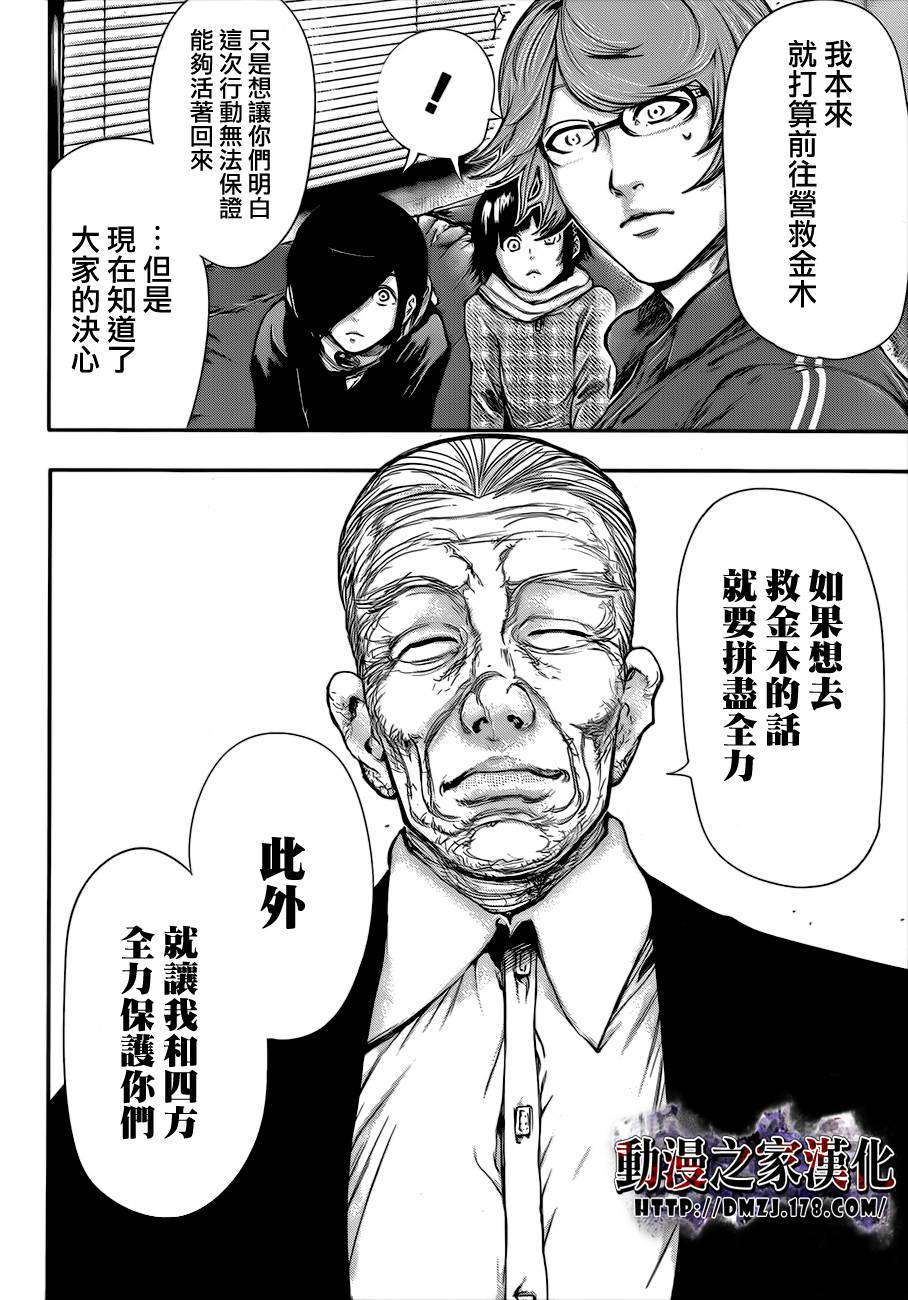 我本來
就打算前往營救金木
！
只是想讓你們明白
這次行動無法保證
能夠活著回來
…但是
現在知道了
大家的決心
如果想去
救金木的話
就要拼盡全力
此外
就讓我和四方
全力保護你們
動漫之家漢化
HTTP://DMZJ.178.COM/